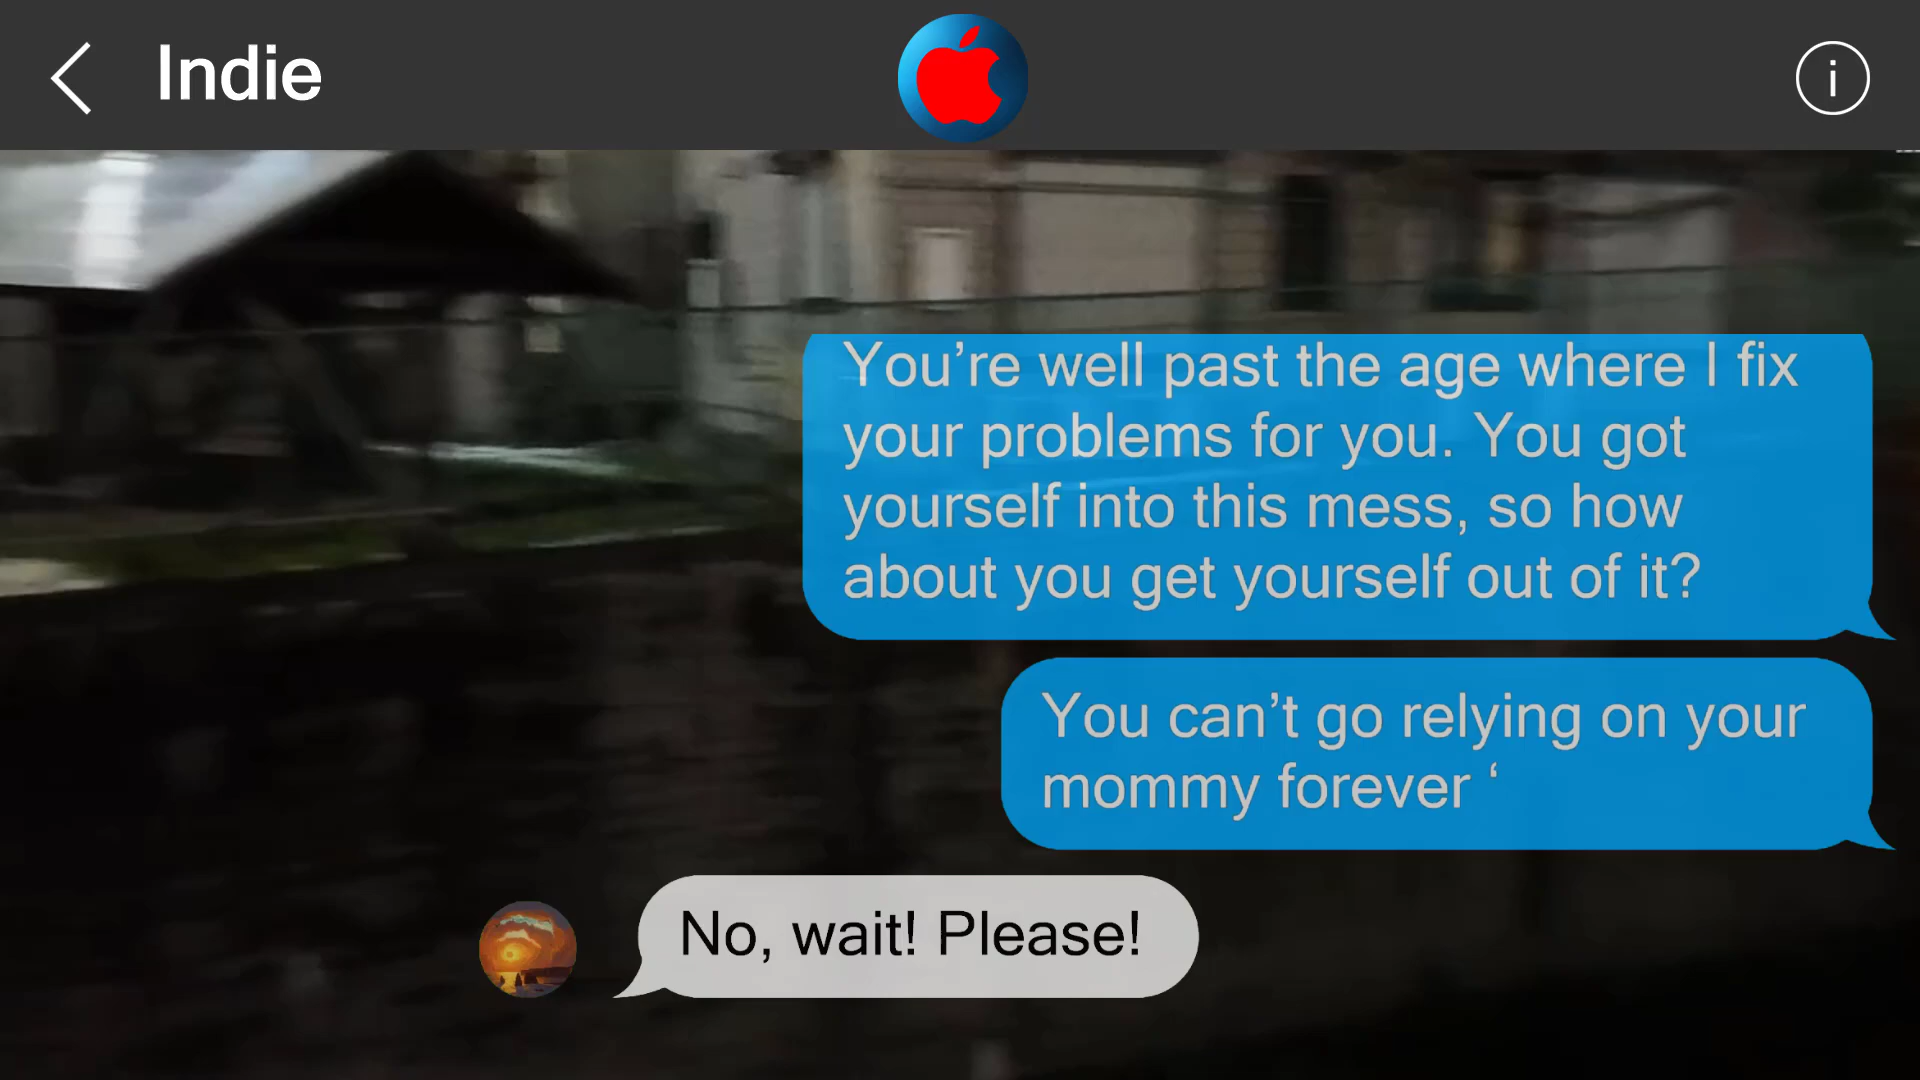 Indie
i
You’re well past the age where I fix
your problems for you. You got
yourself into this mess, so how
about you get yourself out of it?
You can’t go relying on your
mommy forever ‘
No, wait! Please!